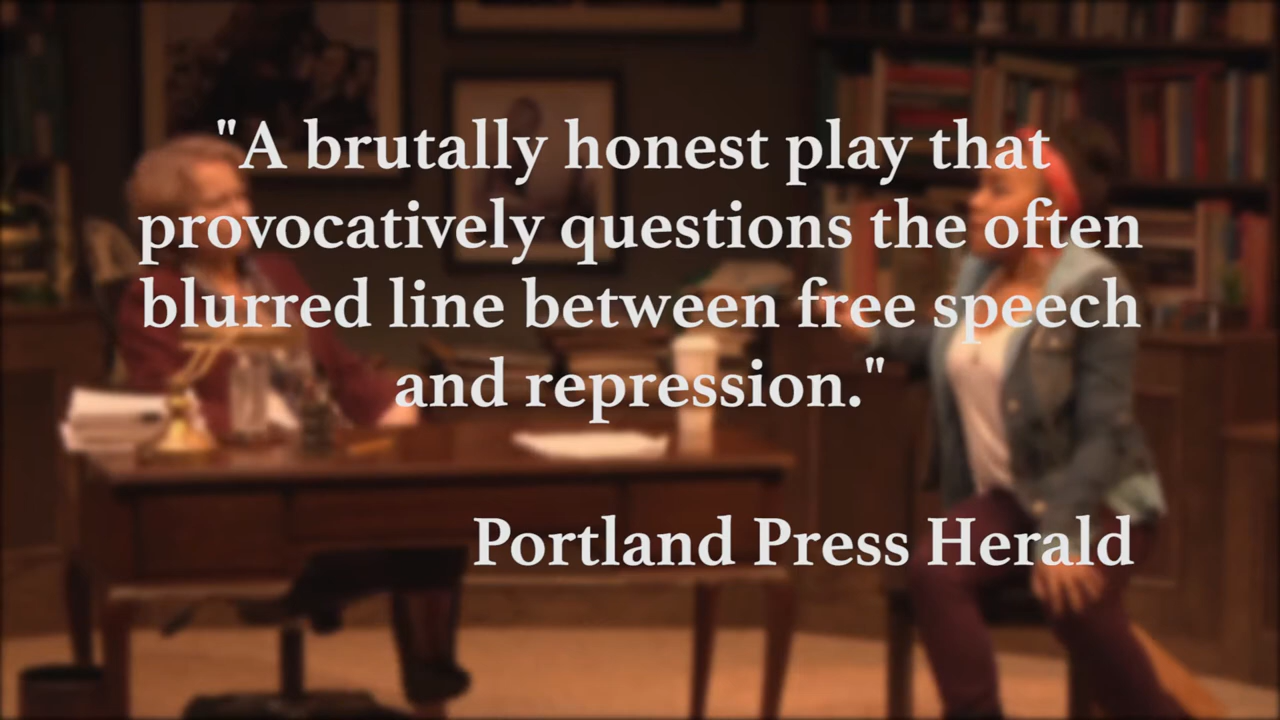 "A brutally honest play that
provocatively questions the often
blurred line between free speech
and repression."
Portland Press Herald